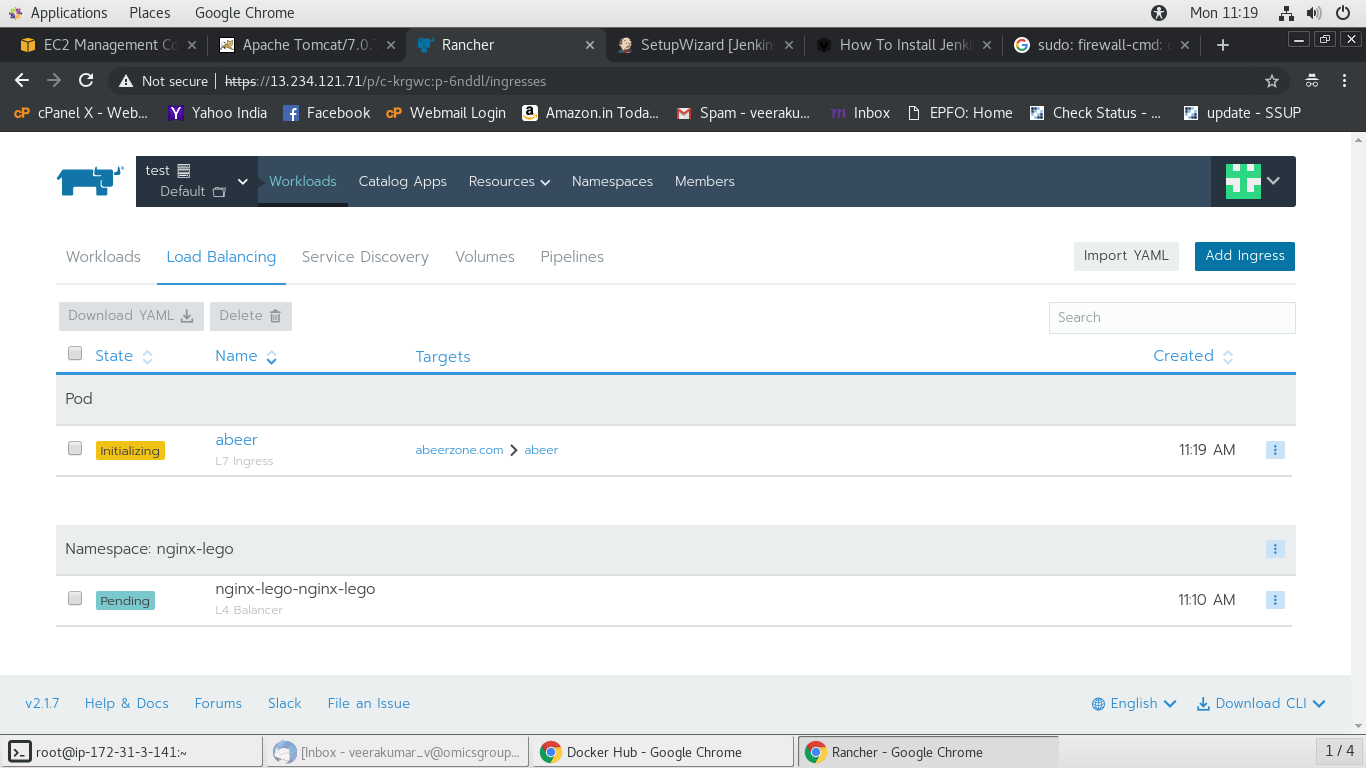 Applications Places Google Chrome Mon 11:19
EC2 Management Co Apache Tomcat/7.0.7 Rancher SetupWizard [Jenkin How To Install Jenki sudo: firewall-cmd: c
Not secure | https://13.234.121.71/p/c-krgwc:p-6nddl/ingresses
cP cPanel X - Web... Yahoo India Facebook cP Webmail Login Amazon.in Toda... Spam - veeraku... Inbox EPFO: Home Check Status - ... update - SSUP
test
Default
Workloads Catalog Apps Resources Namespaces Members
Workloads Load Balancing Service Discovery Volumes Pipelines Import YAML Add Ingress
Download YAML Delete Search
State Name Targets Created
Pod
Initializing abeer abeerzone.com > abeer 11:19 AM
L7 Ingress
Namespace: nginx-lego
Pending nginx-lego-nginx-lego 11:10 AM
L4 Balancer
v2.1.7 Help & Docs Forums Slack File an Issue English Download CLI
root@ip-172-31-3-141:~ [Inbox - veerakumar_v@omicsgroup... Docker Hub - Google Chrome Rancher - Google Chrome 1 / 4